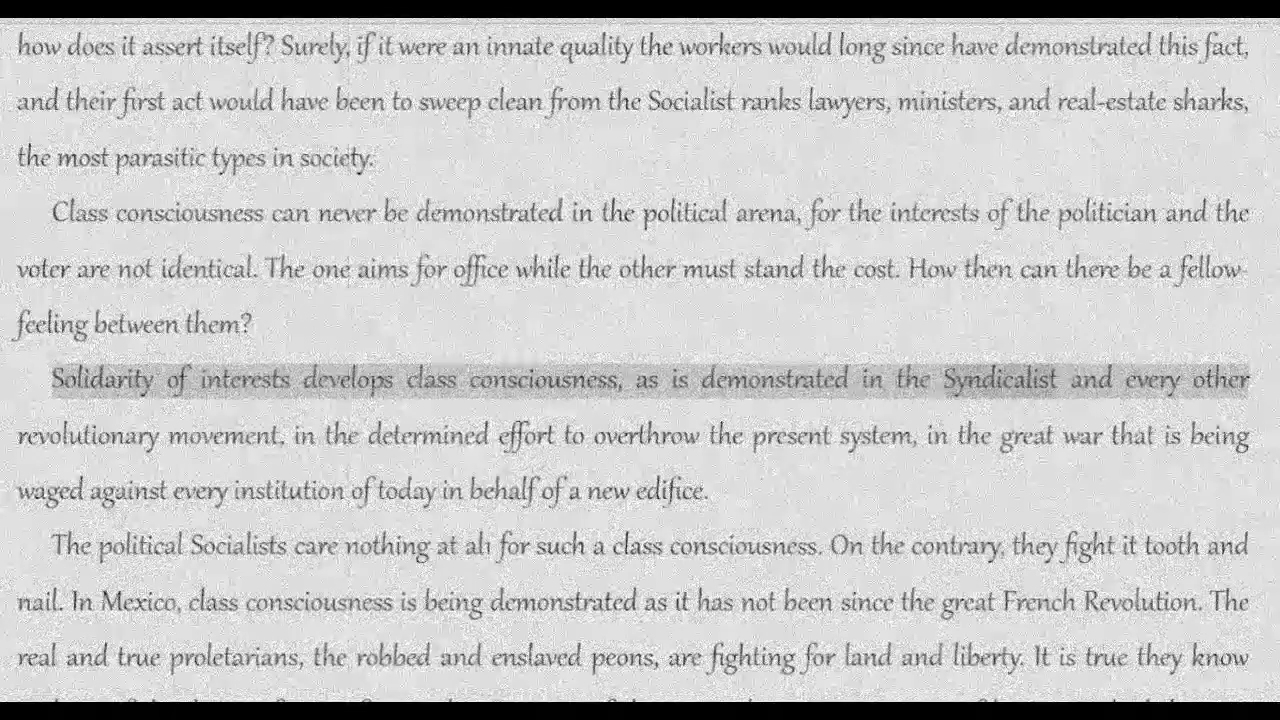 how does it assert itself? Surely, if it were an innate quality the workers would long since have demonstrated this fact,
and their first act would have been to sweep clean from the Socialist ranks lawyers, ministers, and real-estate sharks,
the most parasitic types in society.
Class consciousness can never be demonstrated in the political arena, for the interests of the politician and the
voter are not identical. The one aims for office while the other must stand the cost. How then can there be a fellow-
feeling between them?
Solidarity of interests develops class consciousness, as is demonstrated in the Syndicalist and every other
revolutionary movement, in the determined effort to overthrow the present system, in the great war that is being
waged against every institution of today in behalf of a new edifice.
The political Socialists care nothing at all for such a class consciousness. On the contrary, they fight it tooth and
nail. In Mexico, class consciousness is being demonstrated as it has not been since the great French Revolution. The
real and true proletarians, the robbed and enslaved peons, are fighting for land and liberty. It is true they know